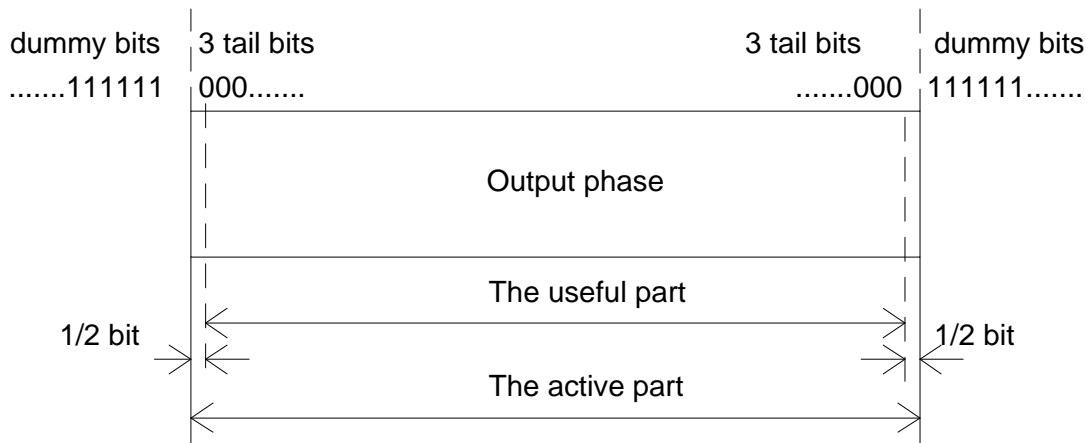 dummy bits 3 tail bits 3 tail bits dummy bits
.......111111 000....... .......000 111111.......
Output phase
The useful part
1/2 bit 1/2 bit
The active part